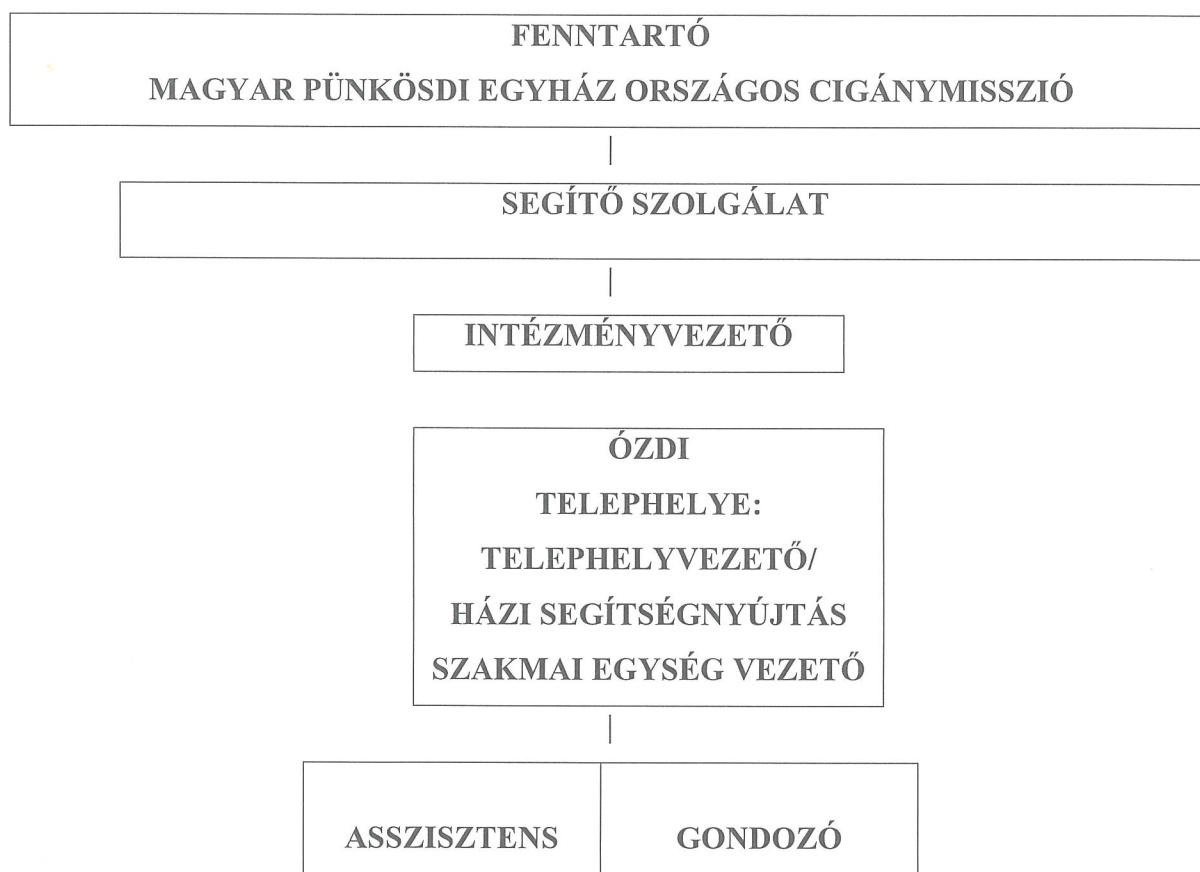 FENNTARTÓ
MAGYAR PÜNKÖSDI EGYHÁZ ORSZÁGOS CIGÁNYMISSZIÓ
SEGÍTŐ SZOLGÁLAT
INTÉZMÉNYVEZETŐ
ÓZDI
TELEPHELYE:
TELEPHELYVEZETŐ/
HÁZI SEGÍTSÉGNYÚJTÁS
SZAKMAI EGYSÉG VEZETŐ
ASSZISZTENS GONDOZÓ